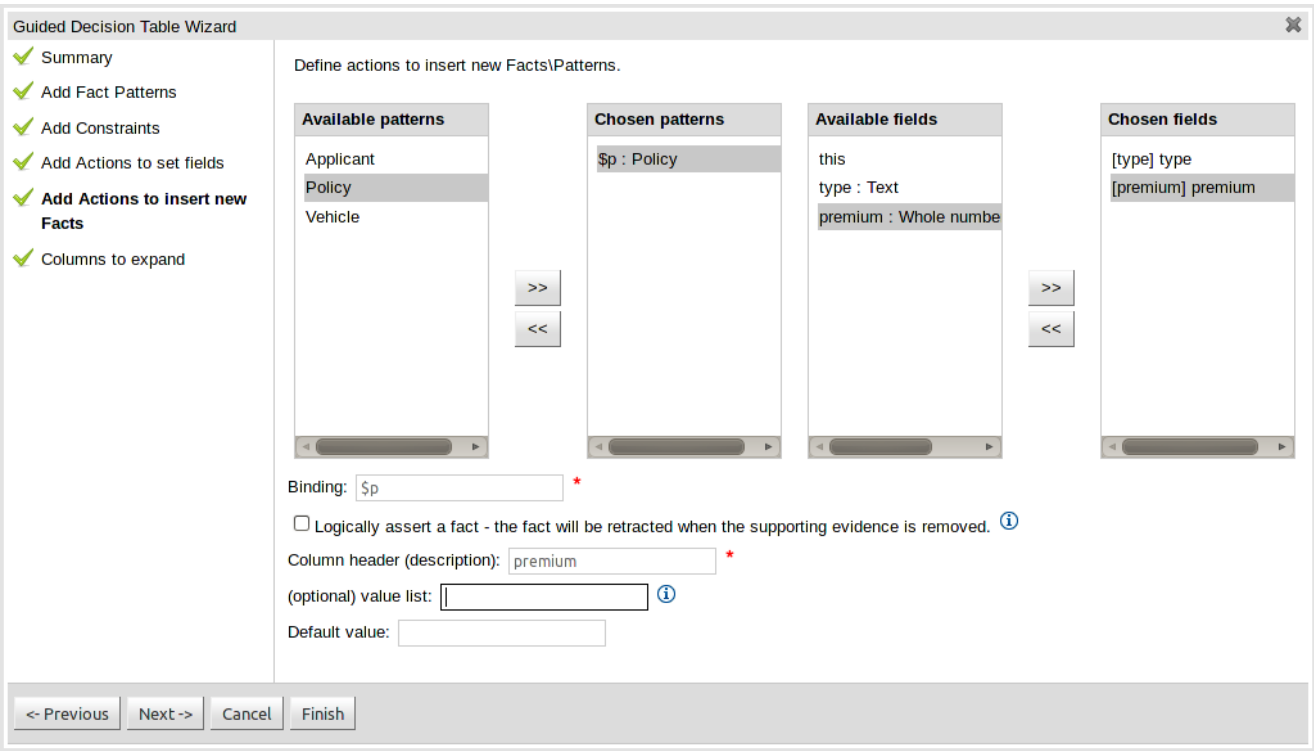 Guided Decision Table Wizard
Summary
Add Fact Patterns
Add Constraints
Add Actions to set fields
Add Actions to insert new
Facts
Columns to expand
Define actions to insert new Facts\Patterns.
Available patterns
Applicant
Policy
Vehicle
>>
<<
Chosen patterns
$p : Policy
Available fields
this
type : Text
premium : Whole numbe
>>
<<
Chosen fields
[type] type
[premium] premium
Binding: $p *
Logically assert a fact - the fact will be retracted when the supporting evidence is removed. i
Column header (description): premium *
(optional) value list: i
Default value:
<- Previous Next -> Cancel Finish